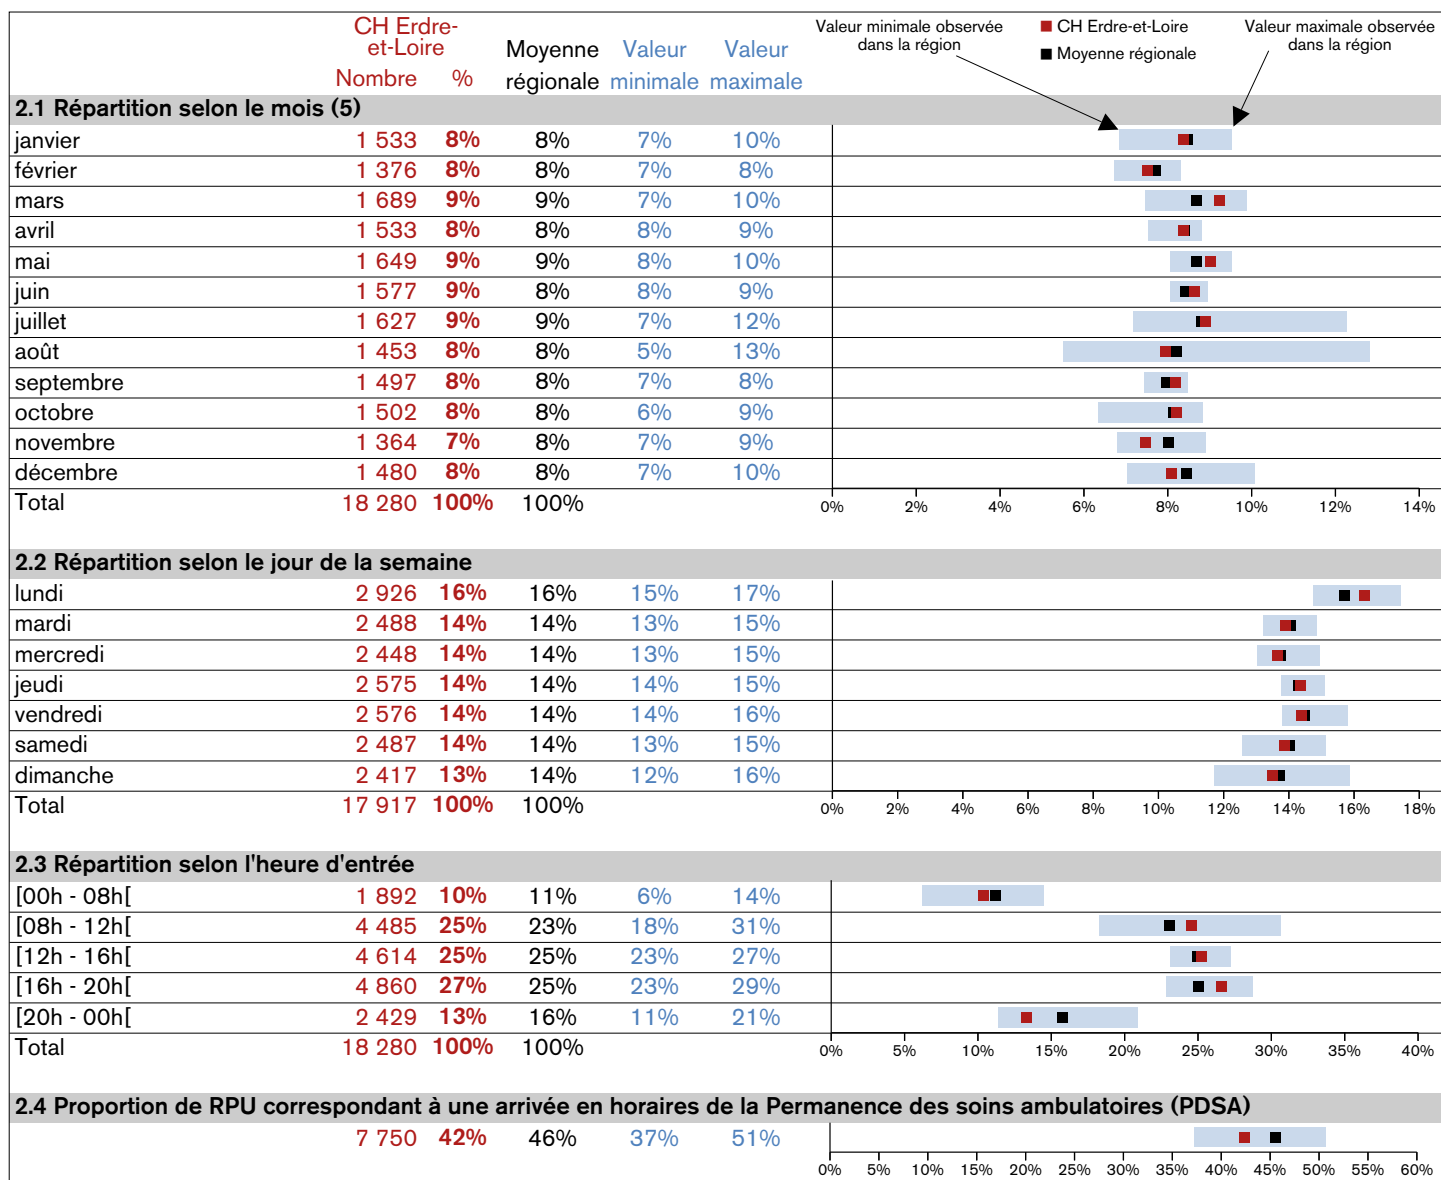 CH Erdre-
et-Loire
Nombre % Moyenne régionale Valeur minimale Valeur maximale
Valeur minimale observée
dans la région
CH Erdre-et-Loire
Moyenne régionale
Valeur maximale observée
dans la région
2.1 Répartition selon le mois (5)
janvier 1 533 8% 8% 7% 10%
février 1 376 8% 8% 7% 8%
mars 1 689 9% 9% 7% 10%
avril 1 533 8% 8% 8% 9%
mai 1 649 9% 9% 8% 10%
juin 1 577 9% 8% 8% 9%
juillet 1 627 9% 9% 7% 12%
août 1 453 8% 8% 5% 13%
septembre 1 497 8% 8% 7% 8%
octobre 1 502 8% 8% 6% 9%
novembre 1 364 7% 8% 7% 9%
décembre 1 480 8% 8% 7% 10%
Total 18 280 100% 100%
0% 2% 4% 6% 8% 10% 12% 14%
2.2 Répartition selon le jour de la semaine
lundi 2 926 16% 16% 15% 17%
mardi 2 488 14% 14% 13% 15%
mercredi 2 448 14% 14% 13% 15%
jeudi 2 575 14% 14% 14% 15%
vendredi 2 576 14% 14% 14% 16%
samedi 2 487 14% 14% 13% 15%
dimanche 2 417 13% 14% 12% 16%
Total 17 917 100% 100%
0% 2% 4% 6% 8% 10% 12% 14% 16% 18%
2.3 Répartition selon l'heure d'entrée
[00h - 08h[ 1 892 10% 11% 6% 14%
[08h - 12h[ 4 485 25% 23% 18% 31%
[12h - 16h[ 4 614 25% 25% 23% 27%
[16h - 20h[ 4 860 27% 25% 23% 29%
[20h - 00h[ 2 429 13% 16% 11% 21%
Total 18 280 100% 100%
0% 5% 10% 15% 20% 25% 30% 35% 40%
2.4 Proportion de RPU correspondant à une arrivée en horaires de la Permanence des soins ambulatoires (PDSA)
7 750 42% 46% 37% 51%
0% 5% 10% 15% 20% 25% 30% 35% 40% 45% 50% 55% 60%